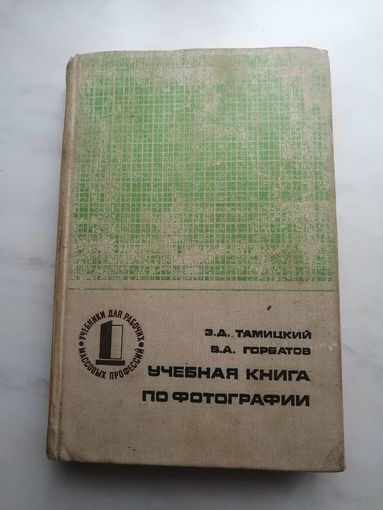 Э.Д. ТАМИЦКИЙ
В.А. ГОРБАТОВ
УЧЕБНАЯ КНИГА
ПО ФОТОГРАФИИ
УЧЕБНИКИ ДЛЯ РАБОЧИХ
МАССОВЫХ ПРОФЕССИЙ